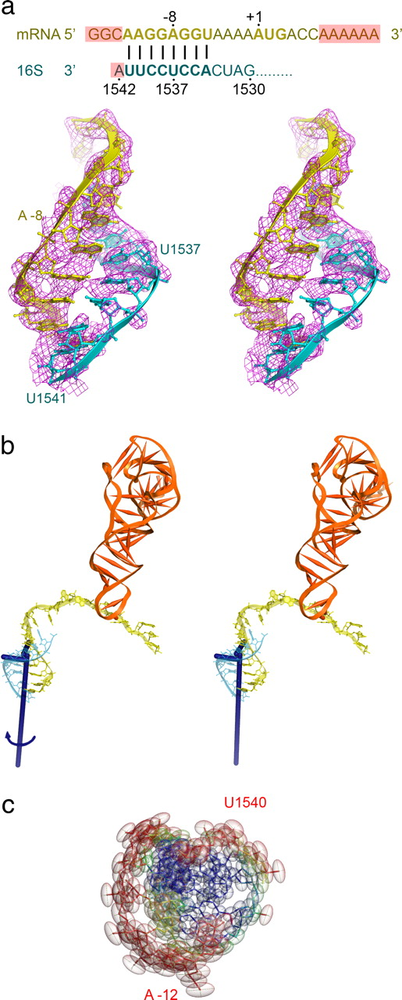 a
-8 +1
mRNA 5' GGCAAGGAGGUAAAAAUGACCAAAAAA 3'
16S 3' AUUCCUCCACUAG.........
1542 1537 1530
A -8
U1537
U1541
b
c
U1540
A -12